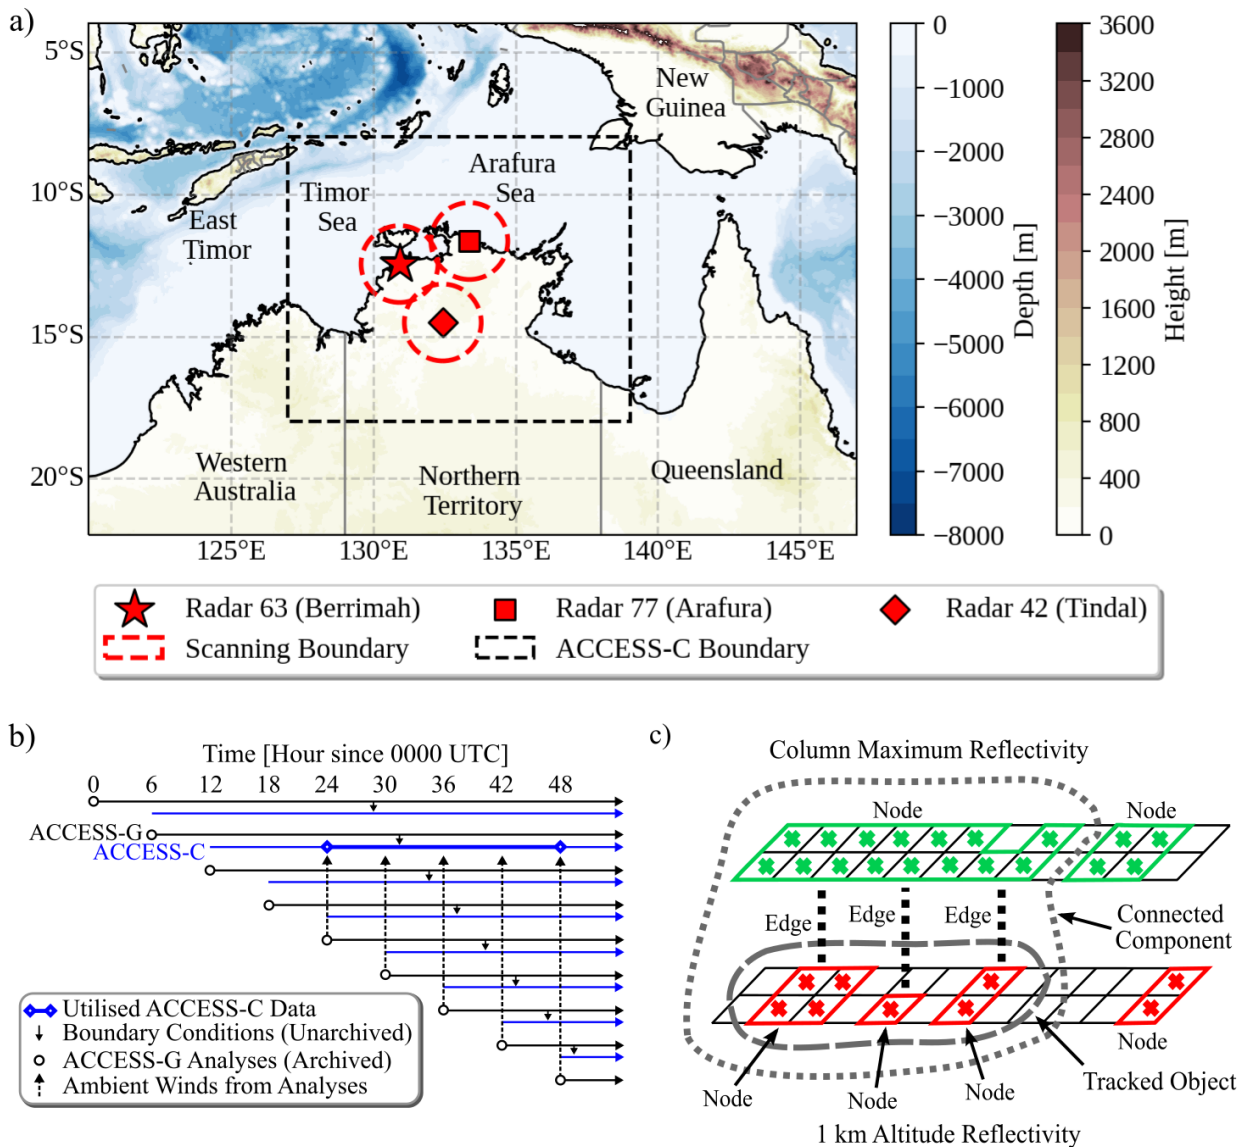 a)
5°S
10°S
15°S
20°S
125°E
130°E
135°E
140°E
145°E
New
Guinea
Arafura
Sea
Timor
Sea
East
Timor
Western
Australia
Northern
Territory
Queensland
0
−1000
−2000
−3000
−4000
−5000
−6000
−7000
−8000
Depth [m]
3600
3200
2800
2400
2000
1600
1200
800
400
0
Height [m]
Radar 63 (Berrimah)
Radar 77 (Arafura)
Radar 42 (Tindal)
Scanning Boundary
ACCESS-C Boundary
b)
Time [Hour since 0000 UTC]
0 6 12 18 24 30 36 42 48
ACCESS-G
ACCESS-C
Utilised ACCESS-C Data
Boundary Conditions (Unarchived)
ACCESS-G Analyses (Archived)
Ambient Winds from Analyses
c)
Column Maximum Reflectivity
Node
Node
Edge
Edge
Edge
Connected
Component
Node
Node
Node
Node
Tracked Object
1 km Altitude Reflectivity